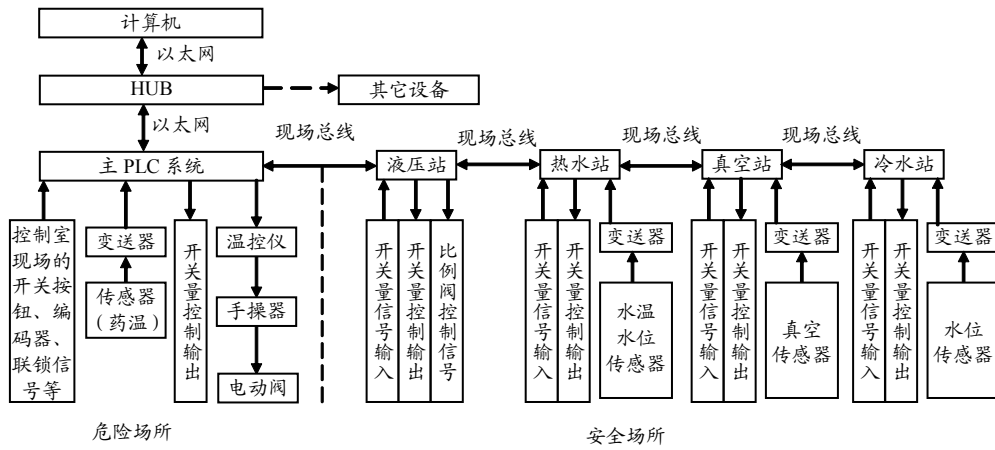 计算机
以太网
HUB
其它设备
以太网
现场总线
现场总线
现场总线
现场总线
主 PLC 系统
液压站
热水站
真空站
冷水站
控制室
现场的
开关按
钮、编
码器、
联锁信
号等
变送器
传感器
（药温）
开关量控制输出
温控仪
手操器
电动阀
开关量信号输入
开关量控制输出
比例阀控制信号
开关量信号输入
开关量控制输出
变送器
水温
水位
传感器
开关量信号输入
开关量控制输出
变送器
真空
传感器
开关量信号输入
开关量控制输出
变送器
水位
传感器
危险场所
安全场所